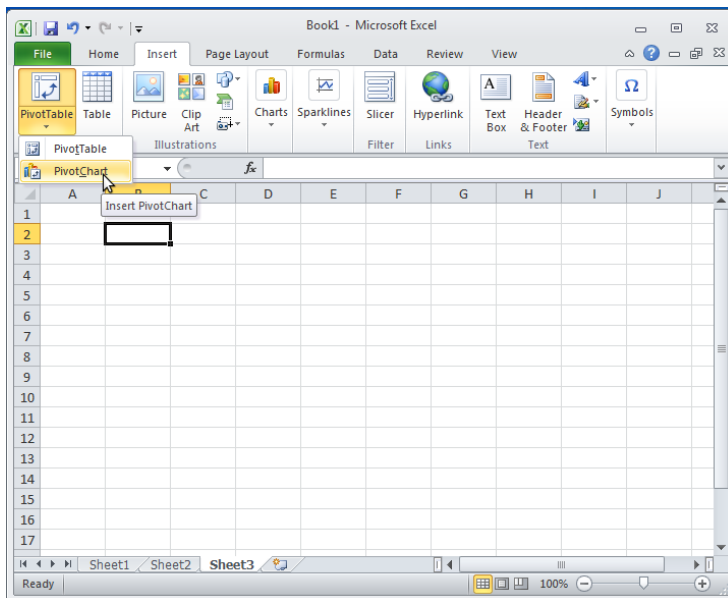 Book1 - Microsoft Excel
File Home Insert Page Layout Formulas Data Review View
PivotTable Table Picture Clip Art Charts Sparklines Slicer Hyperlink Text Box Header & Footer Symbols
Illustrations Filter Links Text
PivotTable
PivotChart
fx
Insert PivotChart
A B C D E F G H I J
1
2
3
4
5
6
7
8
9
10
11
12
13
14
15
16
17
Sheet1 Sheet2 Sheet3
Ready 100%